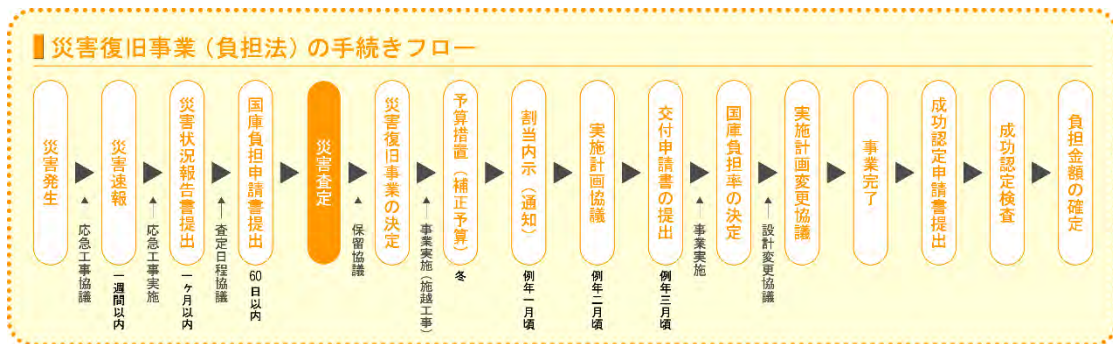 災害復旧事業（負担法）の手続きフロー
災害発生
応急工事協議
災害速報
一週間以内
応急工事実施
災害状況報告書提出
一ヶ月以内
査定日程協議
国庫負担申請書提出
60日以内
災害査定
保留協議
災害復旧事業の決定
事業実施（施越工事）
予算措置（補正予算）
冬
割当内示（通知）
例年一月頃
実施計画協議
例年二月頃
交付申請書の提出
例年三月頃
事業実施
国庫負担率の決定
設計変更協議
実施計画変更協議
事業完了
成功認定申請書提出
成功認定検査
負担金額の確定